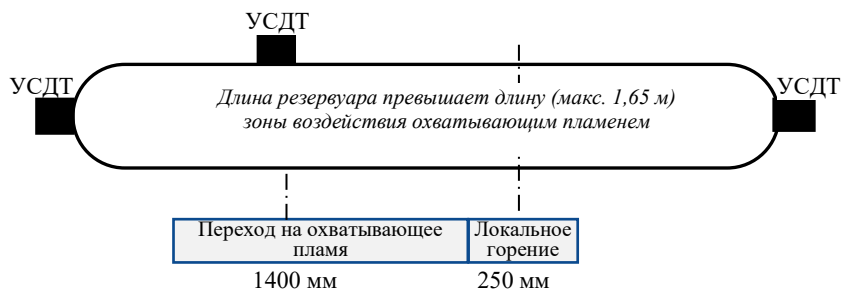 УСДТ
УСДТ
УСДТ
Длина резервуара превышает длину (макс. 1,65 м)
зоны воздействия охватывающим пламенем
Переход на охватывающее
пламя
Локальное
горение
1400 мм
250 мм